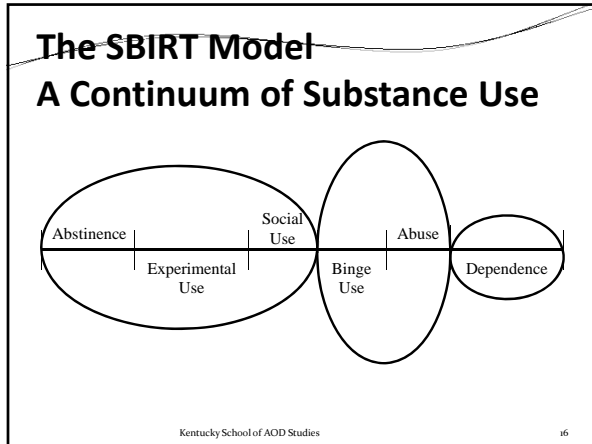 The SBIRT Model
A Continuum of Substance Use
Abstinence
Experimental
Use
Social
Use
Binge
Use
Abuse
Dependence
Kentucky School of AOD Studies
16